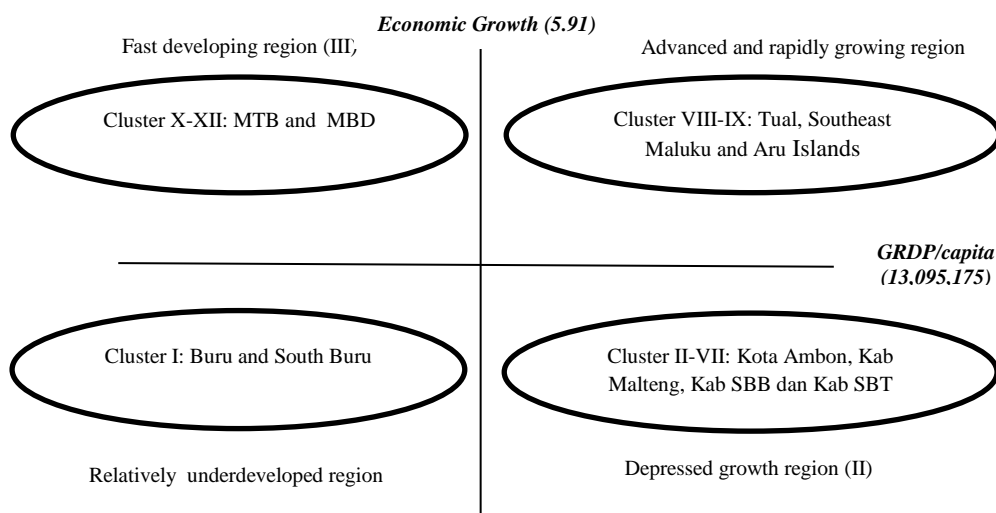 Economic Growth (5.91)
Fast developing region (III)
Advanced and rapidly growing region
Cluster X-XII: MTB and MBD
Cluster VIII-IX: Tual, Southeast
Maluku and Aru Islands
GRDP/capita
(13,095,175)
Cluster I: Buru and South Buru
Cluster II-VII: Kota Ambon, Kab
Malteng, Kab SBB dan Kab SBT
Relatively underdeveloped region
Depressed growth region (II)